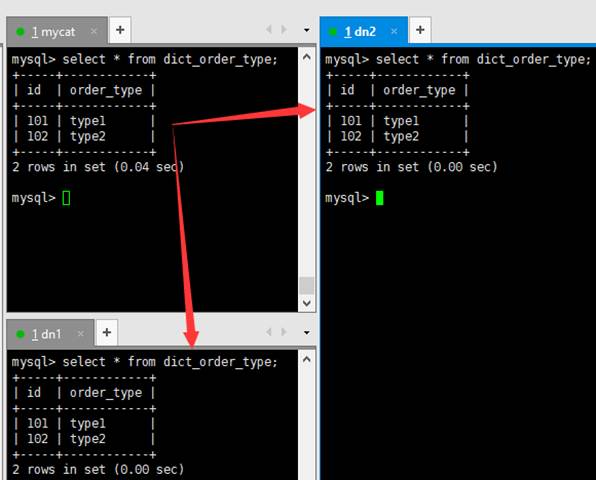 1 mycat × +
mysql> select * from dict_order_type;
+-----+------------+
| id  | order_type |
+-----+------------+
| 101 | type1      |
| 102 | type2      |
+-----+------------+
2 rows in set (0.04 sec)
mysql>
1 dn1 × +
mysql> select * from dict_order_type;
+-----+------------+
| id  | order_type |
+-----+------------+
| 101 | type1      |
| 102 | type2      |
+-----+------------+
2 rows in set (0.00 sec)
1 dn2 × +
mysql> select * from dict_order_type;
+-----+------------+
| id  | order_type |
+-----+------------+
| 101 | type1      |
| 102 | type2      |
+-----+------------+
2 rows in set (0.00 sec)
mysql>